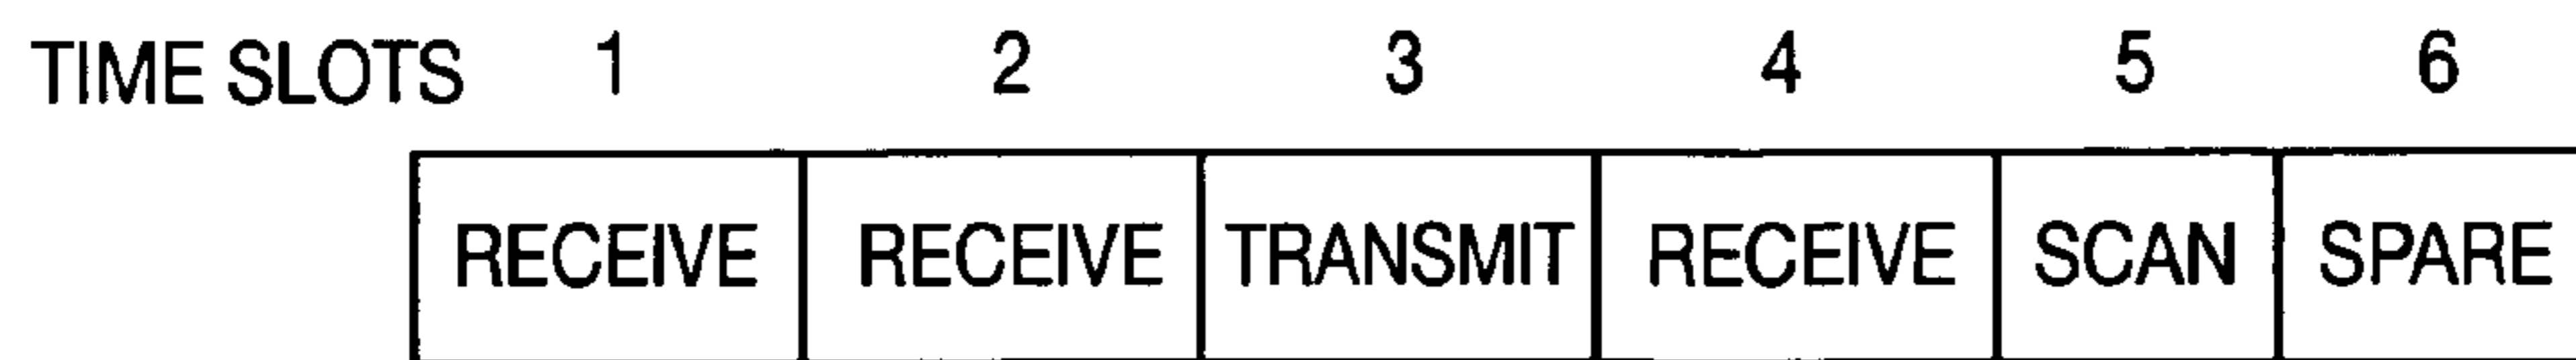 TIME SLOTS 1 2 3 4 5 6
RECEIVE RECEIVE TRANSMIT RECEIVE SCAN SPARE